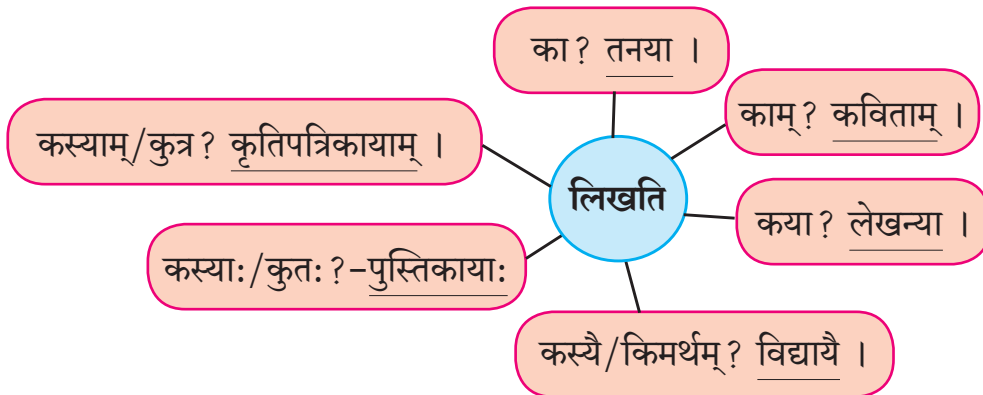 का? तनया ।
काम्? कविताम् ।
कस्याम्/कुत्र? कृतिपत्रिकायाम् ।
लिखति
कया? लेखन्या ।
कस्या:/कुत: ?-पुस्तिकाया:
कस्यै/किमर्थम्? विद्यायै ।